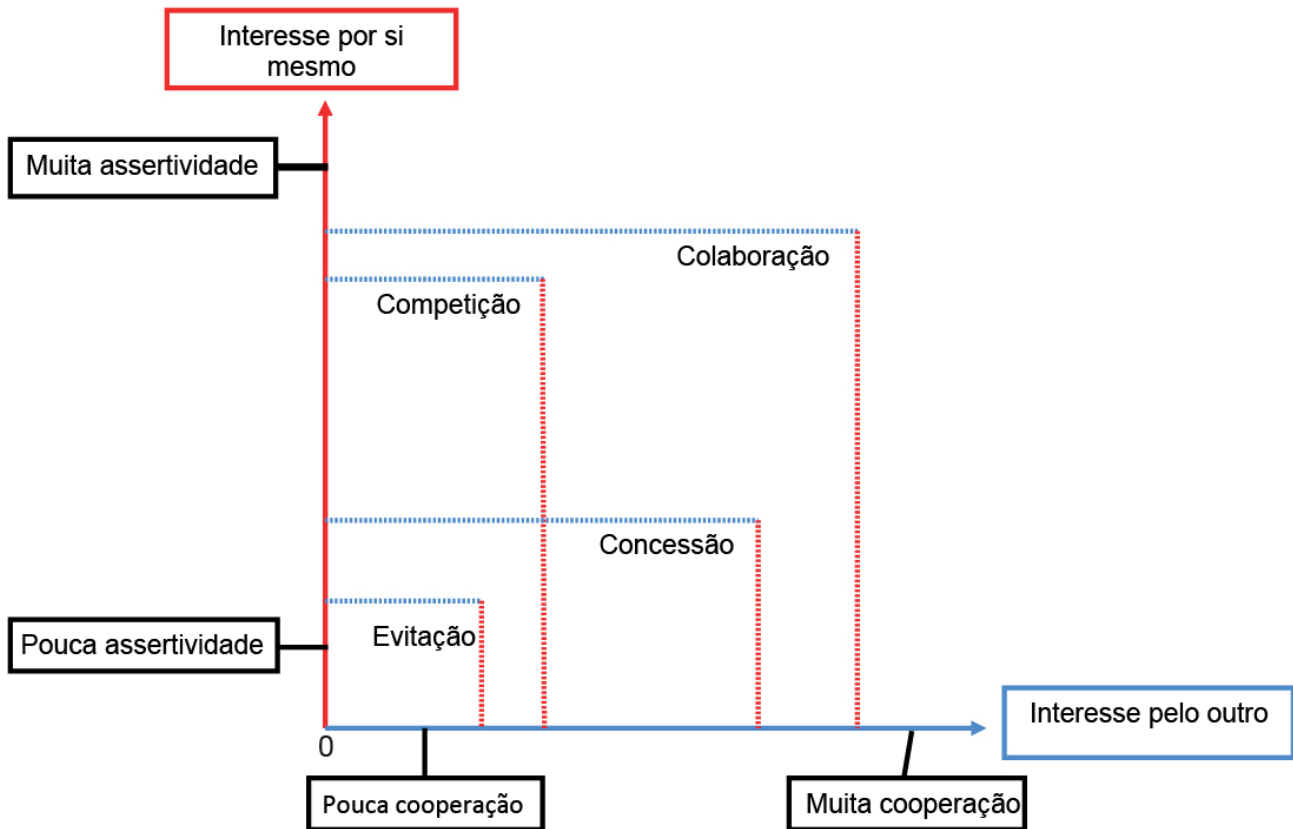 Interesse por si
mesmo
Muita assertividade
Colaboração
Competição
Concessão
Evitação
Pouca assertividade
Interesse pelo outro
0
Pouca cooperação
Muita cooperação